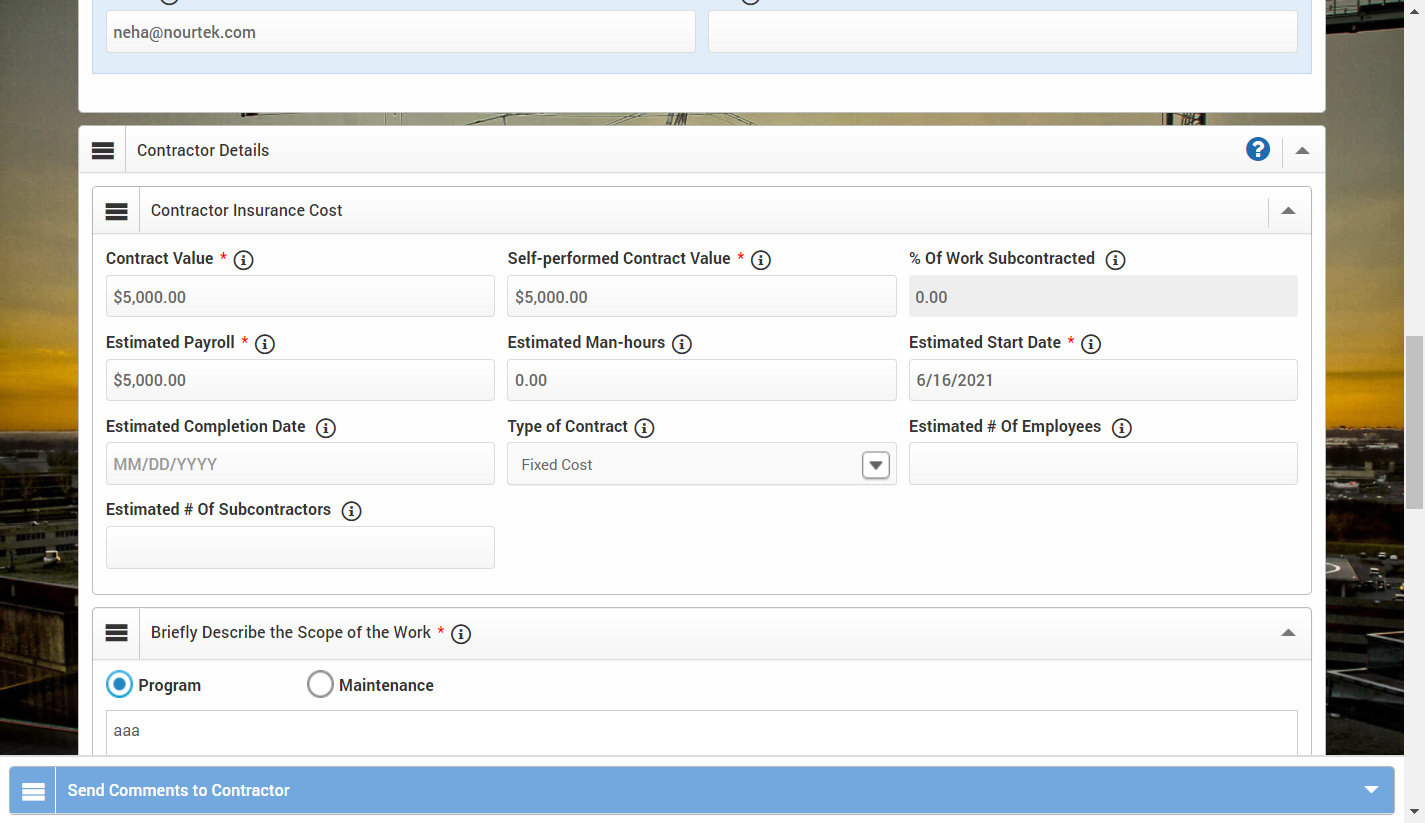 neha@nourtek.com
Contractor Details
Contractor Insurance Cost
Contract Value * Self-performed Contract Value * % Of Work Subcontracted
$5,000.00 $5,000.00 0.00
Estimated Payroll * Estimated Man-hours Estimated Start Date *
$5,000.00 0.00 6/16/2021
Estimated Completion Date Type of Contract Estimated # Of Employees
MM/DD/YYYY Fixed Cost
Estimated # Of Subcontractors
Briefly Describe the Scope of the Work *
Program Maintenance
aaa
Send Comments to Contractor